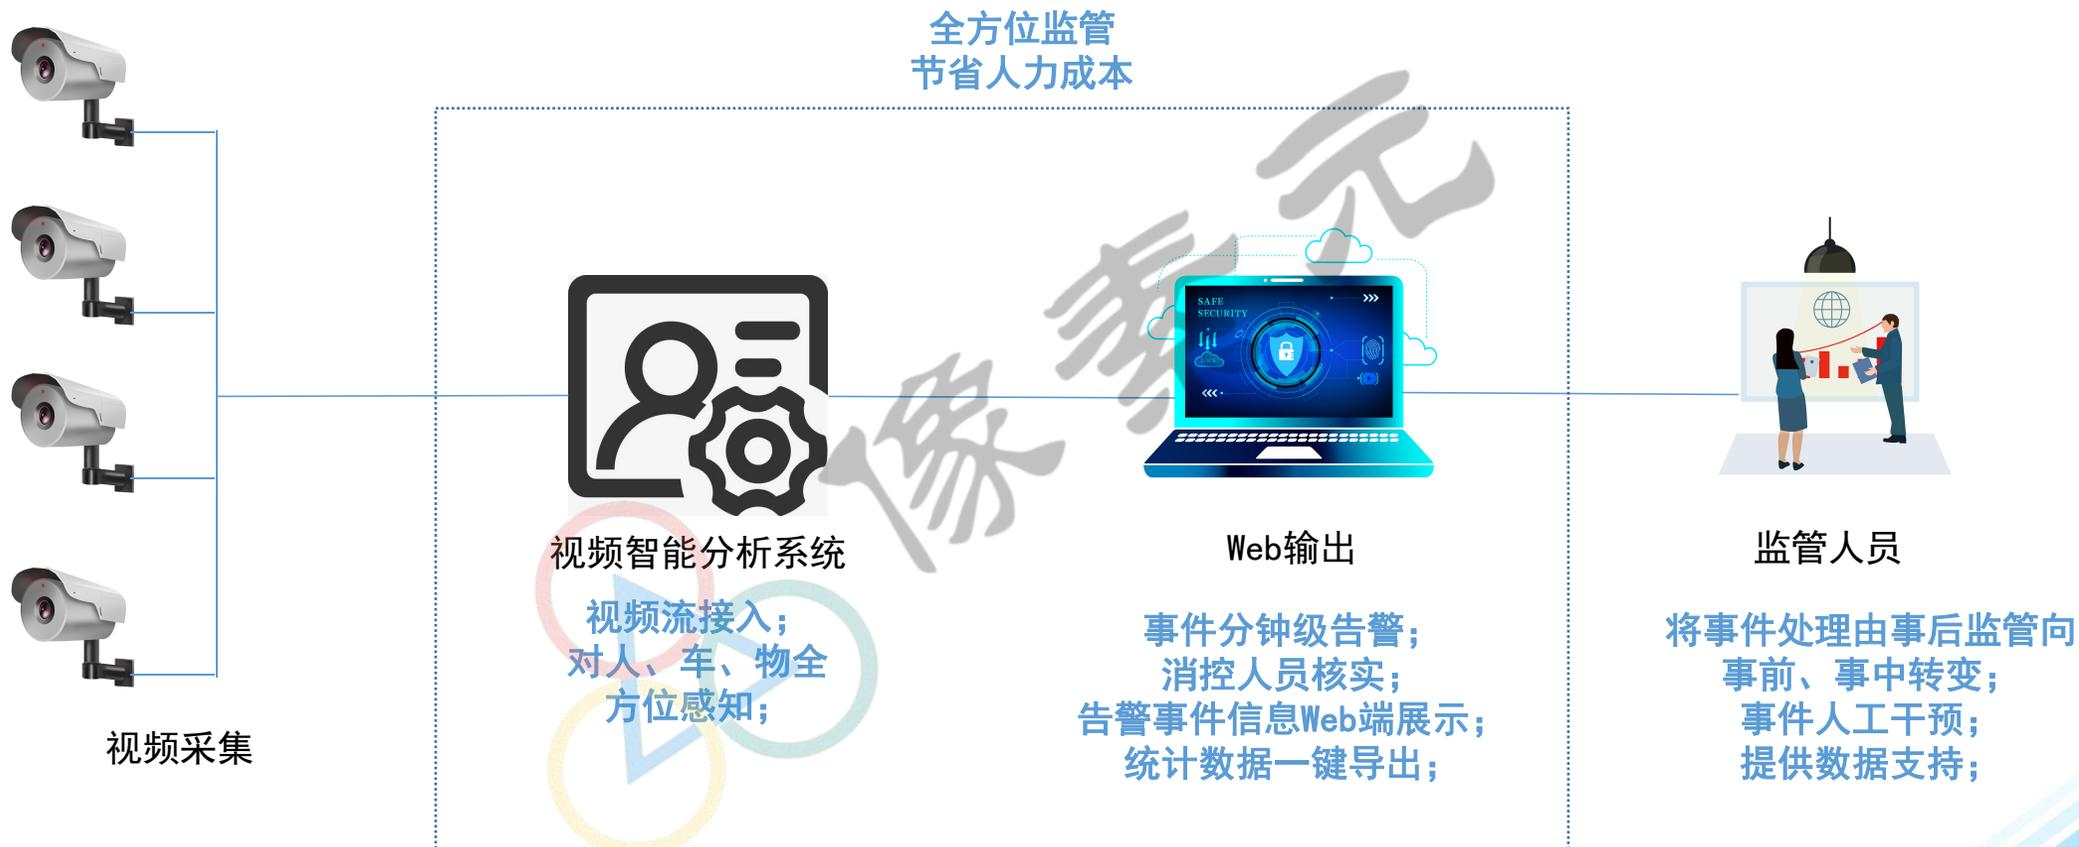 全方位监管
节省人力成本
SAFE
SECURITY
LOCK
像素元
视频智能分析系统
Web输出
监管人员
视频流接入；
对人、车、物全
方位感知；
事件分钟级告警；
消控人员核实；
告警事件信息Web端展示；
统计数据一键导出；
将事件处理由事后监管向
事前、事中转变；
事件人工干预；
提供数据支持；
视频采集